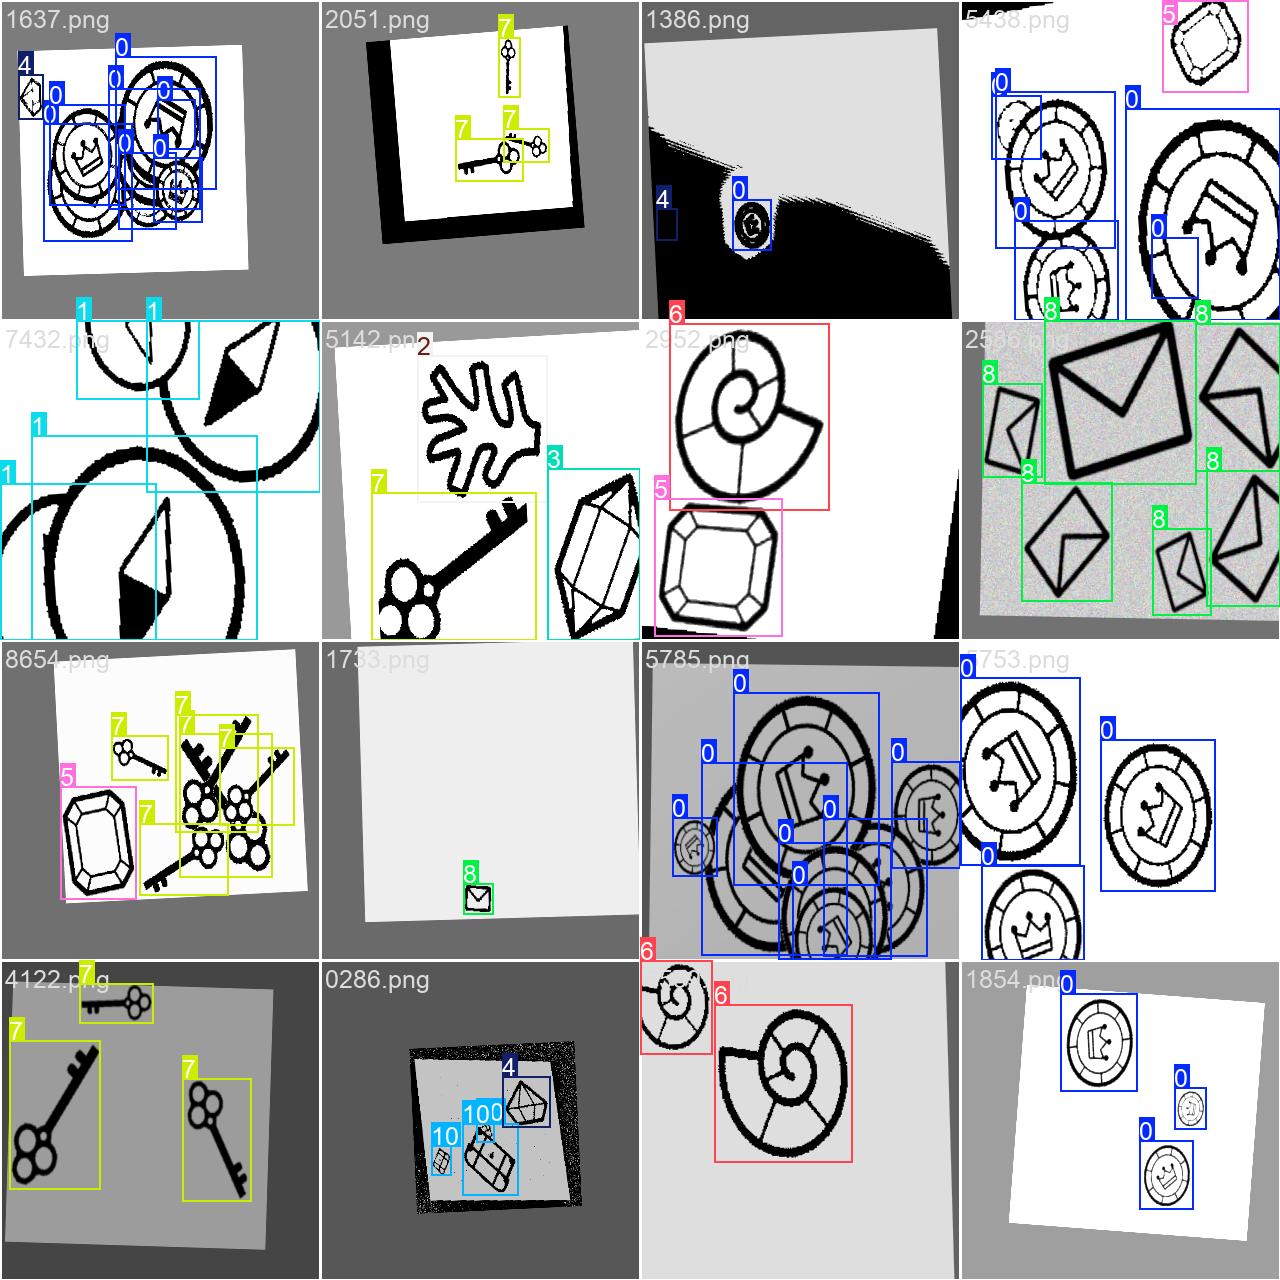 1637.png 2051.png 1386.png 5438.png
4 0 0 0 0 0 0 0 0
7 7 7
4 0
5 0 0 0 0
7432.png 5142.png 2952.png 2586.png
1 1 1 1
2 7 3
6 5
8 8 8 8 8 8
8654.png 1733.png 5785.png 5753.png
7 7 7 7 7 5
8
0 0 0 0 0 0 0
0 0 0
4122.png 0286.png 1854.png
7 7 7
4 10 10
6 6
0 0 0